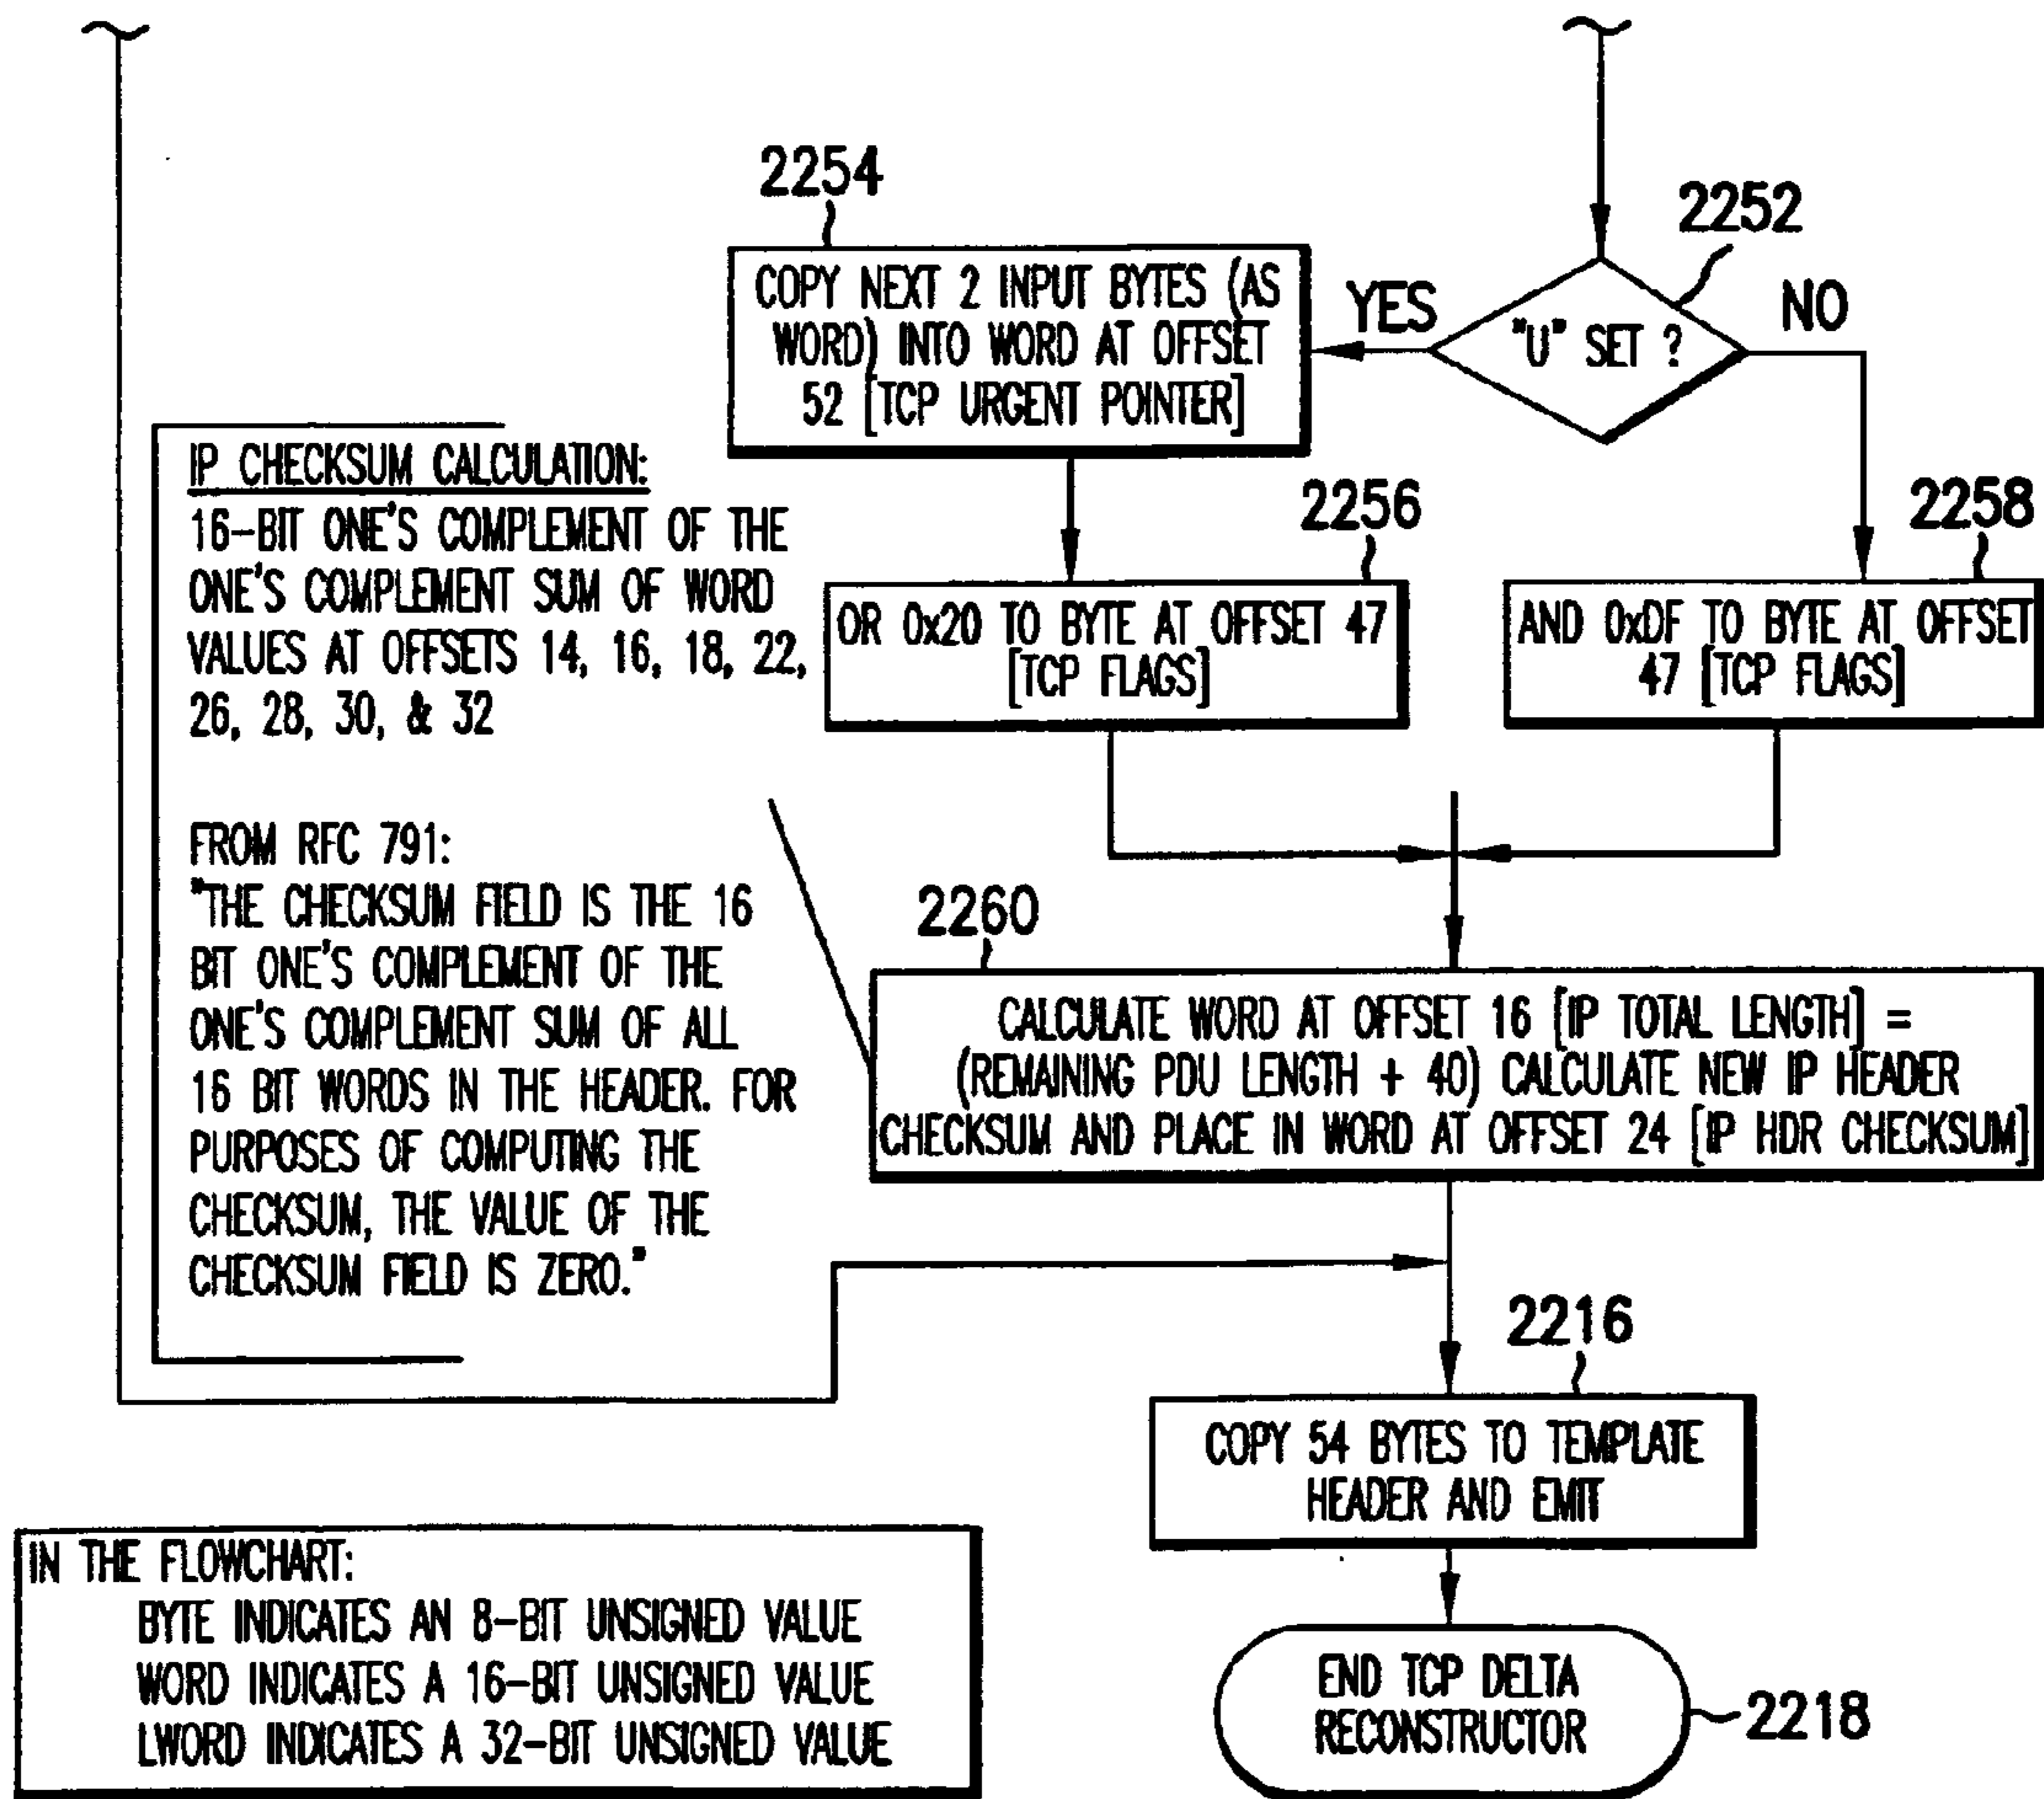 2254
2252
COPY NEXT 2 INPUT BYTES (AS
WORD) INTO WORD AT OFFSET
52 [TCP URGENT POINTER]
YES
"U" SET ?
NO
IP CHECKSUM CALCULATION:
16-BIT ONE'S COMPLEMENT OF THE
ONE'S COMPLEMENT SUM OF WORD
VALUES AT OFFSETS 14, 16, 18, 22,
26, 28, 30, & 32
FROM RFC 791:
"THE CHECKSUM FIELD IS THE 16
BIT ONE'S COMPLEMENT OF THE
ONE'S COMPLEMENT SUM OF ALL
16 BIT WORDS IN THE HEADER. FOR
PURPOSES OF COMPUTING THE
CHECKSUM, THE VALUE OF THE
CHECKSUM FIELD IS ZERO."
2256
OR 0x20 TO BYTE AT OFFSET 47
[TCP FLAGS]
2258
AND 0xDF TO BYTE AT OFFSET
47 [TCP FLAGS]
2260
CALCULATE WORD AT OFFSET 16 [IP TOTAL LENGTH] =
(REMAINING PDU LENGTH + 40) CALCULATE NEW IP HEADER
CHECKSUM AND PLACE IN WORD AT OFFSET 24 [IP HDR CHECKSUM]
2216
COPY 54 BYTES TO TEMPLATE
HEADER AND EMIT
END TCP DELTA
RECONSTRUCTOR
2218
IN THE FLOWCHART:
BYTE INDICATES AN 8-BIT UNSIGNED VALUE
WORD INDICATES A 16-BIT UNSIGNED VALUE
LWORD INDICATES A 32-BIT UNSIGNED VALUE